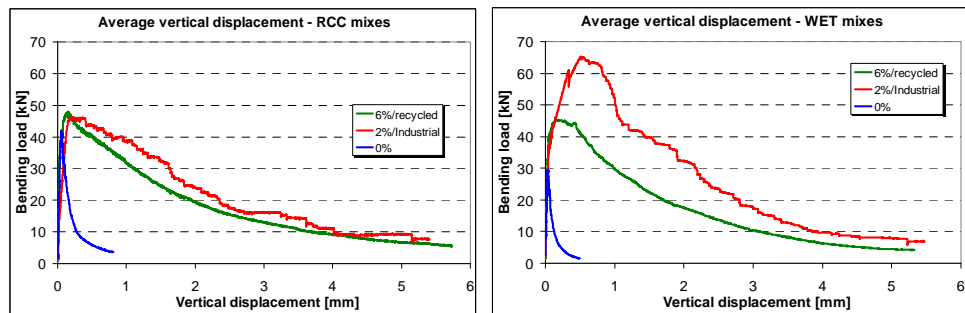 Average vertical displacement - RCC mixes
70
60
50
40
30
20
10
0
Bending load [kN]
6%/recycled
2%/Industrial
0%
0 1 2 3 4 5 6
Vertical displacement [mm]
Average vertical displacement - WET mixes
70
60
50
40
30
20
10
0
Bending load [kN]
6%/recycled
2%/Industrial
0%
0 1 2 3 4 5 6
Vertical displacement [mm]